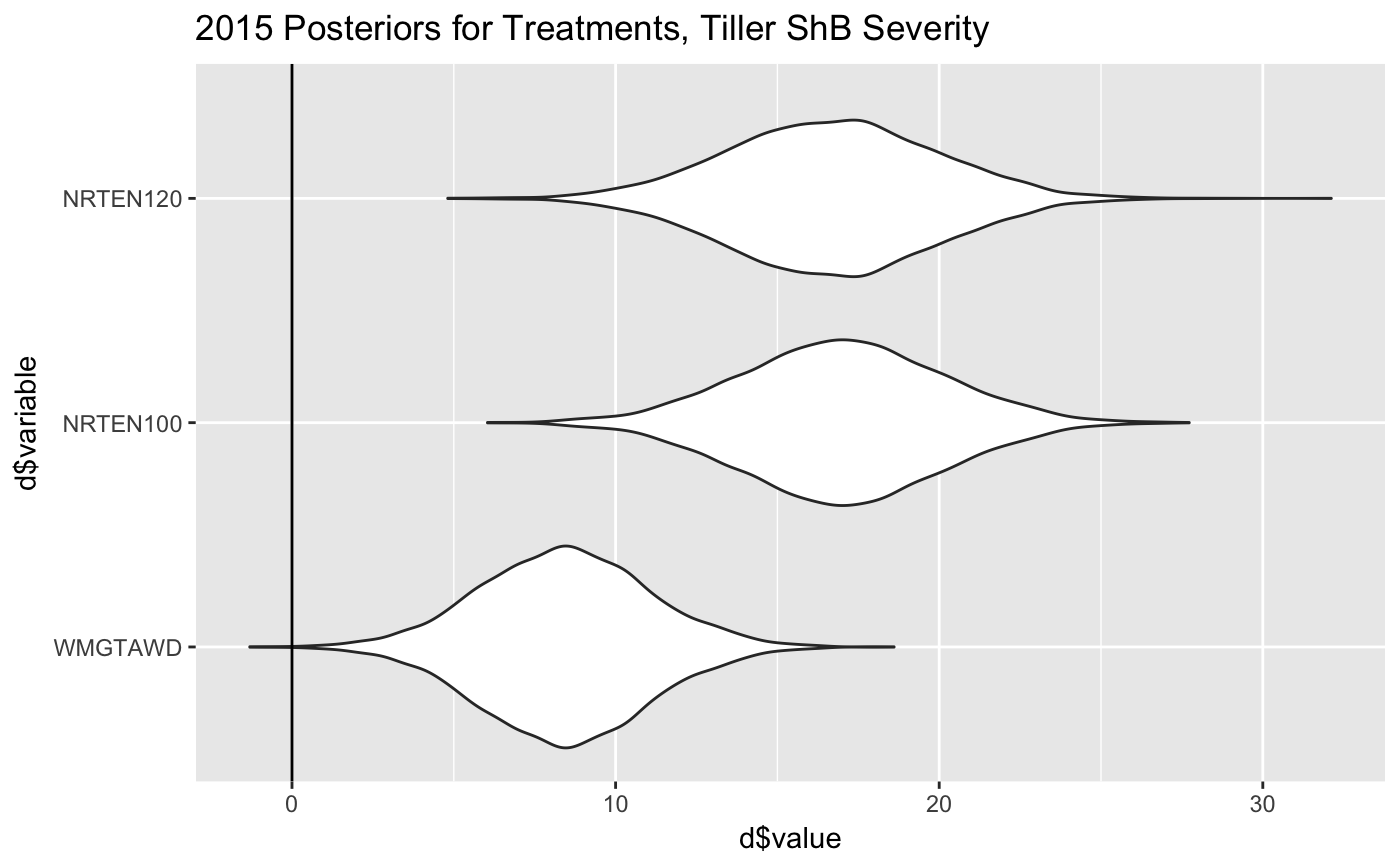 2015 Posteriors for Treatments, Tiller ShB Severity
NRTEN120
NRTEN100
WMGTAWD
d$variable
0 10 20 30
d$value